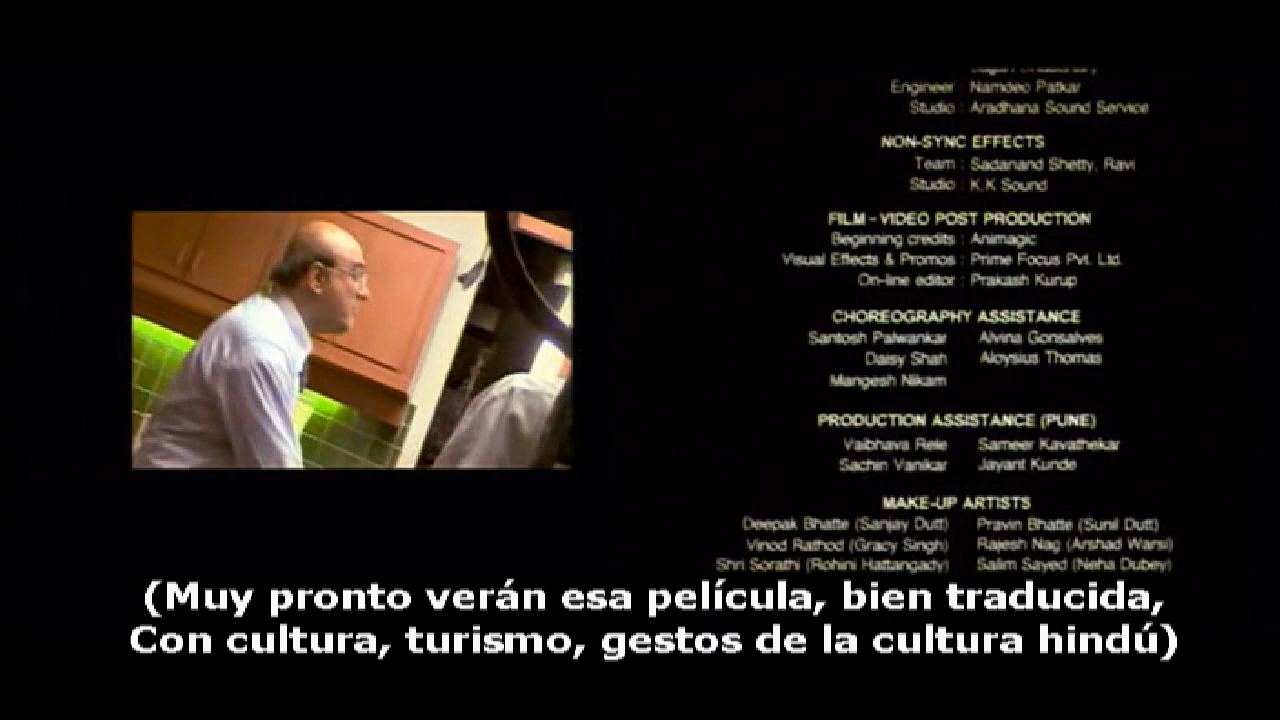 Engineer : Namdeo Patkar
Studio : Aradhana Sound Service
NON-SYNC EFFECTS
Team : Sadanand Shetty, Ravi
Studio : K.K Sound
FILM - VIDEO POST PRODUCTION
Beginning credits : Animagic
Visual Effects & Promos : Prime Focus Pvt. Ltd.
On-line editor : Prakash Kurup
CHOREOGRAPHY ASSISTANCE
Santosh Palwankar Alvina Gonsalves
Daisy Shah Aloysius Thomas
Mangesh Nikam
PRODUCTION ASSISTANCE (PUNE)
Vaibhava Rele Sameer Kavathekar
Sachin Vanikar Jayant Kunde
MAKE-UP ARTISTS
Deepak Bhatte (Sanjay Dutt) Pravin Bhatte (Sunil Dutt)
Vinod Rathod (Gracy Singh) Rajesh Nag (Arshad Warsi)
Shri Sorathi (Rohini Hattangady) Salim Sayed (Neha Dubey)
(Muy pronto verán esa película, bien traducida,
Con cultura, turismo, gestos de la cultura hindú)